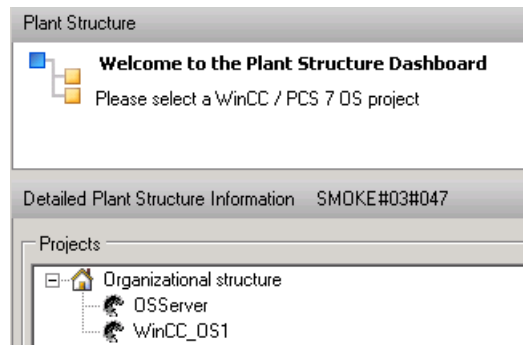 Plant Structure
Welcome to the Plant Structure Dashboard
Please select a WinCC / PCS 7 OS project
Detailed Plant Structure Information SMOKE#03#047
Projects
Organizational structure
OSServer
WinCC_OS1